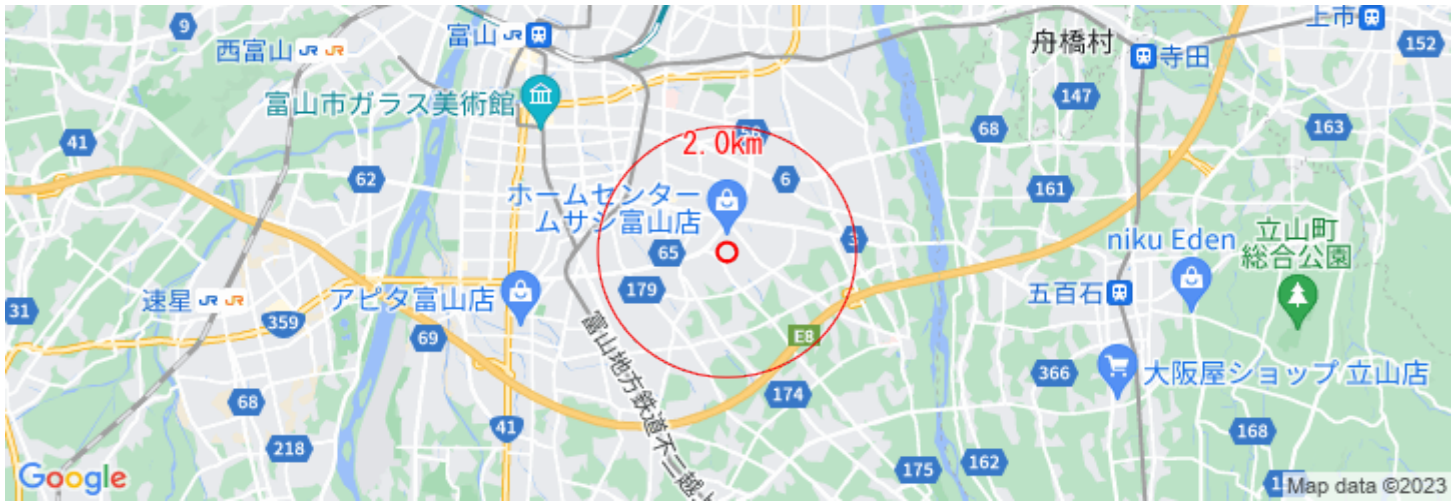 9
西富山
富山
舟橋村
上市
152
寺田
147
富山市ガラス美術館
68
163
41
56
2.0km
62
6
161
ホームセンター
ムサシ富山店
65
3
niku Eden
立山町
総合公園
179
アピタ富山店
五百石
速星
31
359
69
E8
富山地方鉄道不二越上
366
大阪屋ショップ 立山店
174
68
41
168
218
175
162
Google
Map data ©2023